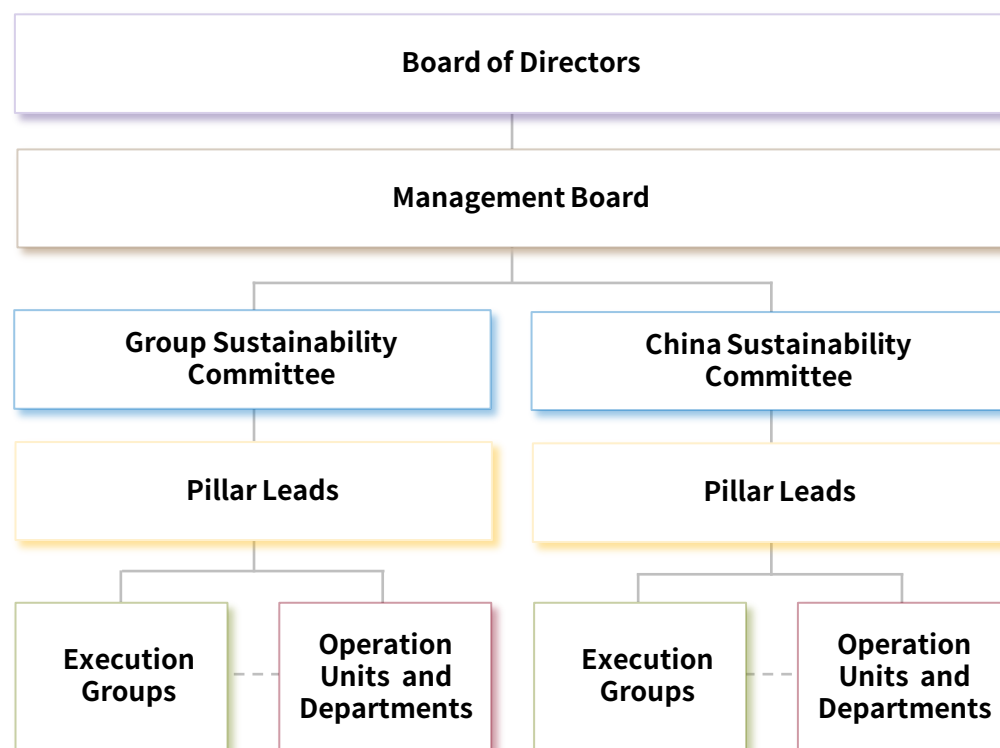 Board of Directors
Management Board
Group Sustainability
Committee
China Sustainability
Committee
Pillar Leads
Pillar Leads
Execution
Groups
Operation
Units and
Departments
Execution
Groups
Operation
Units and
Departments